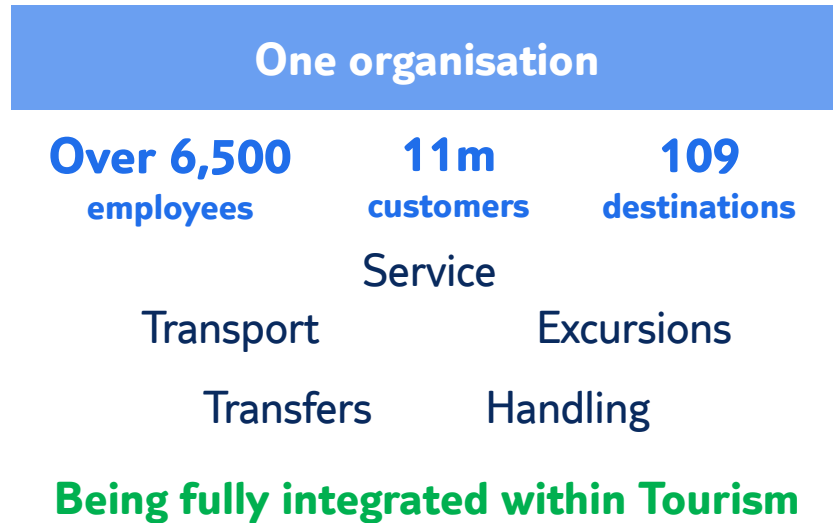 One organisation
Over 6,500 11m 109
employees customers destinations
Service
Transport Excursions
Transfers Handling
Being fully integrated within Tourism